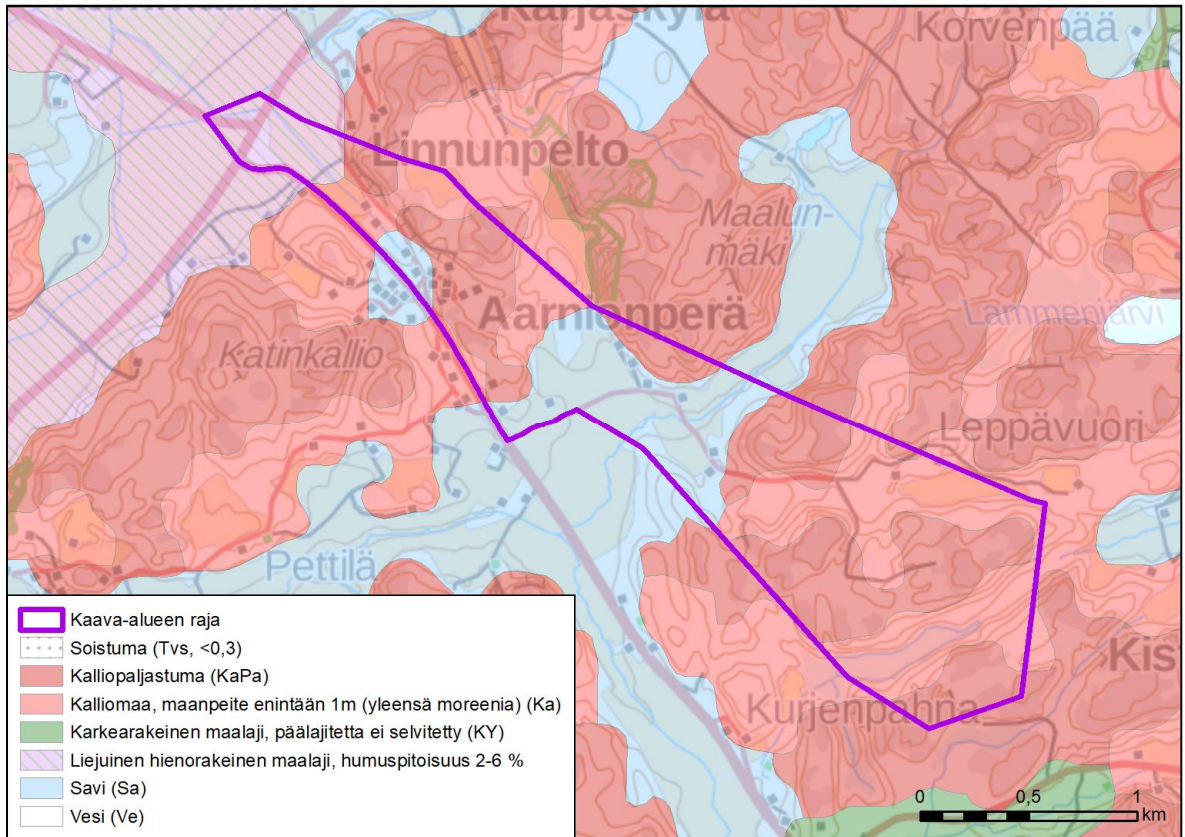 Karjaskylä
Korvenpää
Linnunpelto
Maalun-
mäki
Aarnionperä
Lammenjärvi
Katinkallio
Leppävuori
Pettilä
Kurjenpahna
Kis
Kaava-alueen raja
Soistuma (Tvs, <0,3)
Kalliopaljastuma (KaPa)
Kalliomaa, maanpeite enintään 1m (yleensä moreenia) (Ka)
Karkearakeinen maalaji, päälajitetta ei selvitetty (KY)
Liejuinen hienorakeinen maalaji, humuspitoisuus 2-6 %
Savi (Sa)
Vesi (Ve)
0 0,5 1
km